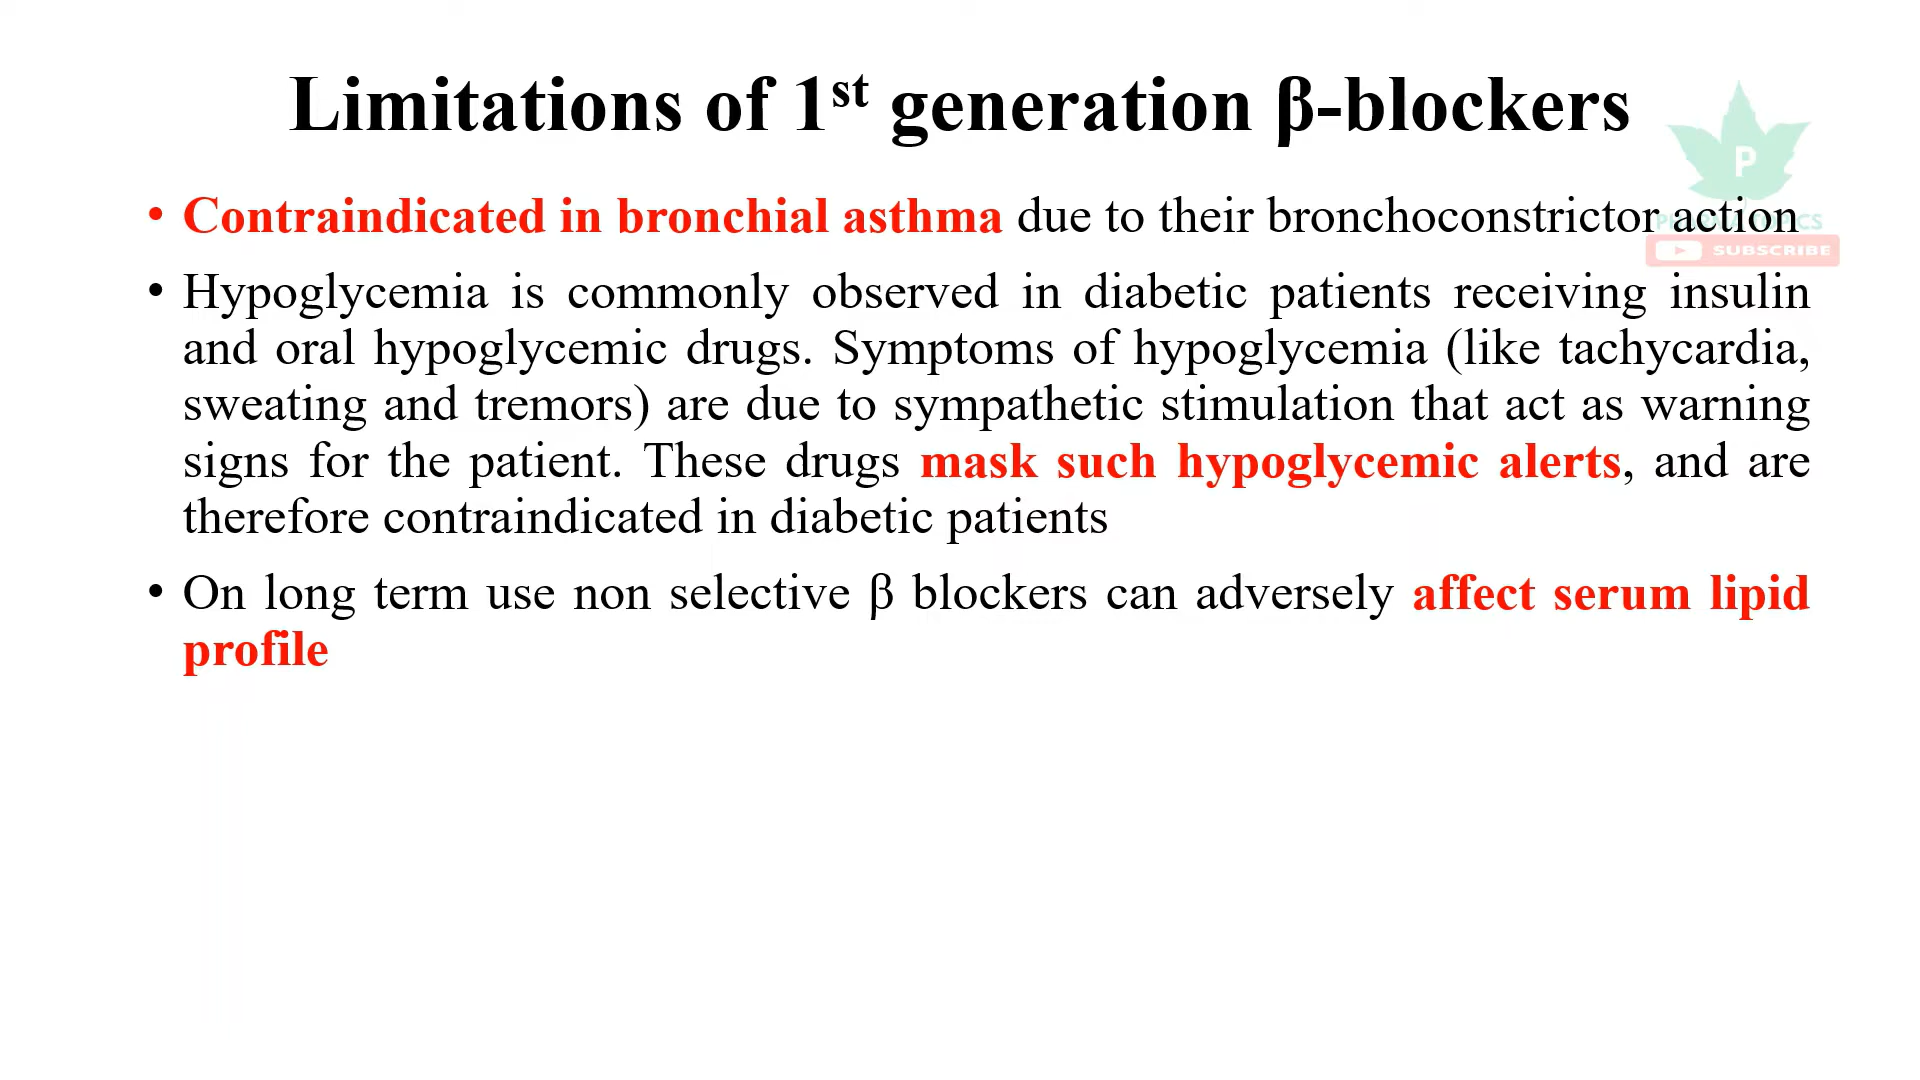 Limitations of 1st generation β-blockers
P
• Contraindicated in bronchial asthma due to their bronchoconstrictor action
SUBSCRIBE
• Hypoglycemia is commonly observed in diabetic patients receiving insulin
and oral hypoglycemic drugs. Symptoms of hypoglycemia (like tachycardia,
sweating and tremors) are due to sympathetic stimulation that act as warning
signs for the patient. These drugs mask such hypoglycemic alerts, and are
therefore contraindicated in diabetic patients
• On long term use non selective β blockers can adversely affect serum lipid
profile